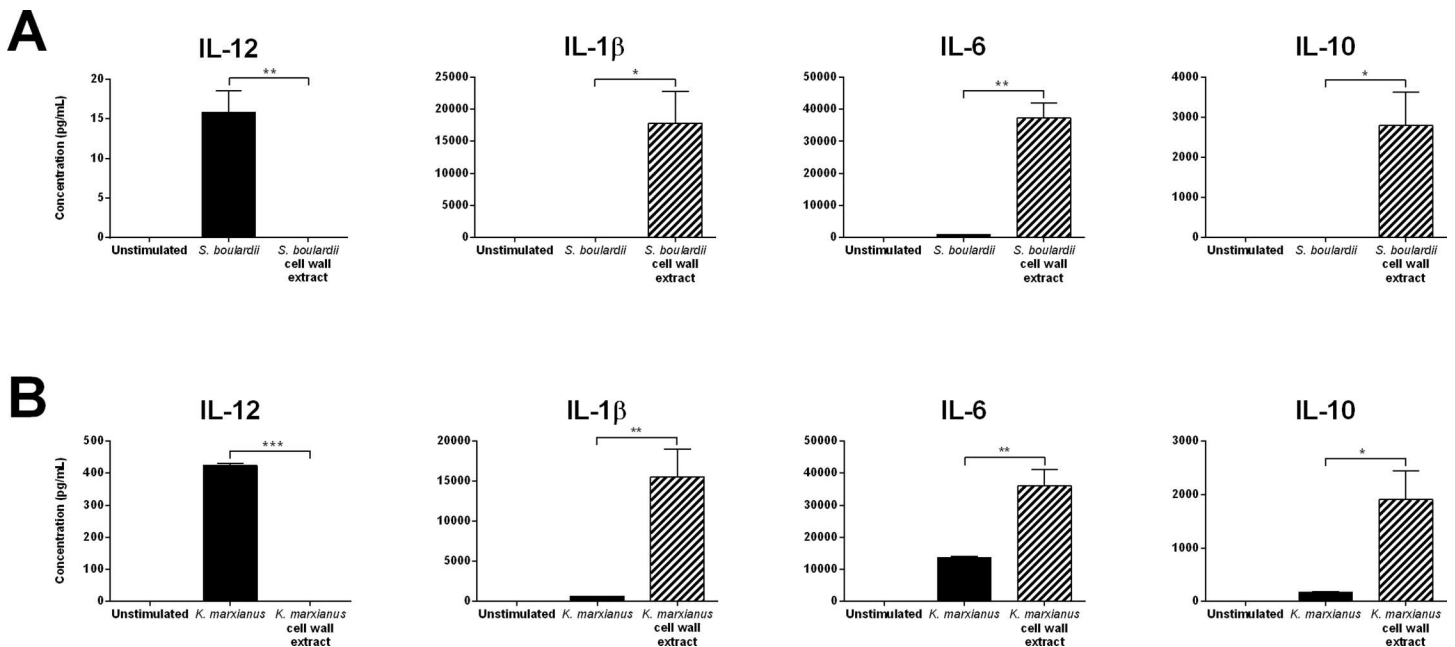 A
IL-12
Concentration (pg/mL)
20
15
10
5
0
**
Unstimulated
S. boulardii
S. boulardii
cell wall
extract
IL-1β
25000
20000
15000
10000
5000
0
*
Unstimulated
S. boulardii
S. boulardii
cell wall
extract
IL-6
50000
40000
30000
20000
10000
0
**
Unstimulated
S. boulardii
S. boulardii
cell wall
extract
IL-10
4000
3000
2000
1000
0
*
Unstimulated
S. boulardii
S. boulardii
cell wall
extract
B
IL-12
Concentration (pg/mL)
500
400
300
200
100
0
***
Unstimulated
K. marxianus
K. marxianus
cell wall
extract
IL-1β
20000
15000
10000
5000
0
**
Unstimulated
K. marxianus
K. marxianus
cell wall
extract
IL-6
50000
40000
30000
20000
10000
0
**
Unstimulated
K. marxianus
K. marxianus
cell wall
extract
IL-10
3000
2000
1000
0
*
Unstimulated
K. marxianus
K. marxianus
cell wall
extract